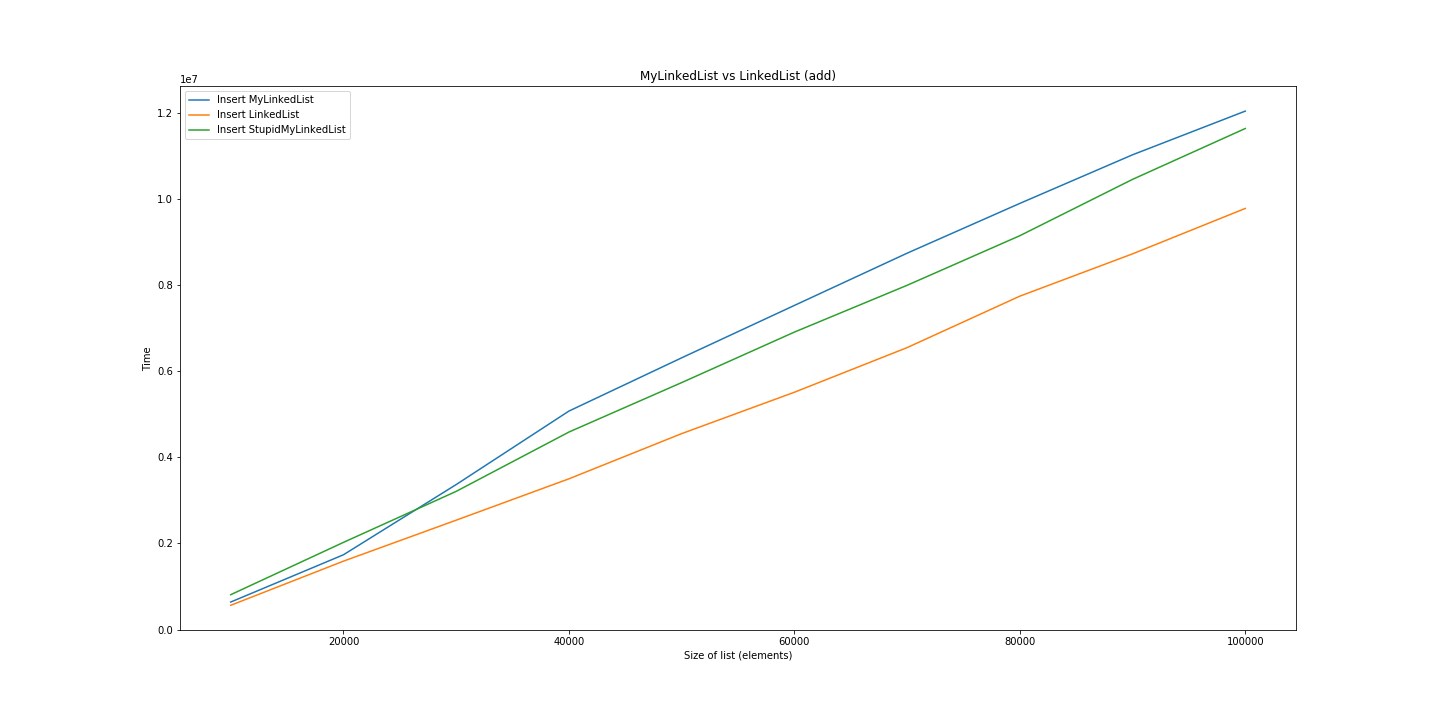 MyLinkedList vs LinkedList (add)
1e7
Insert MyLinkedList
Insert LinkedList
Insert StupidMyLinkedList
1.2
1.0
0.8
0.6
0.4
0.2
0.0
Time
20000 40000 60000 80000 100000
Size of list (elements)